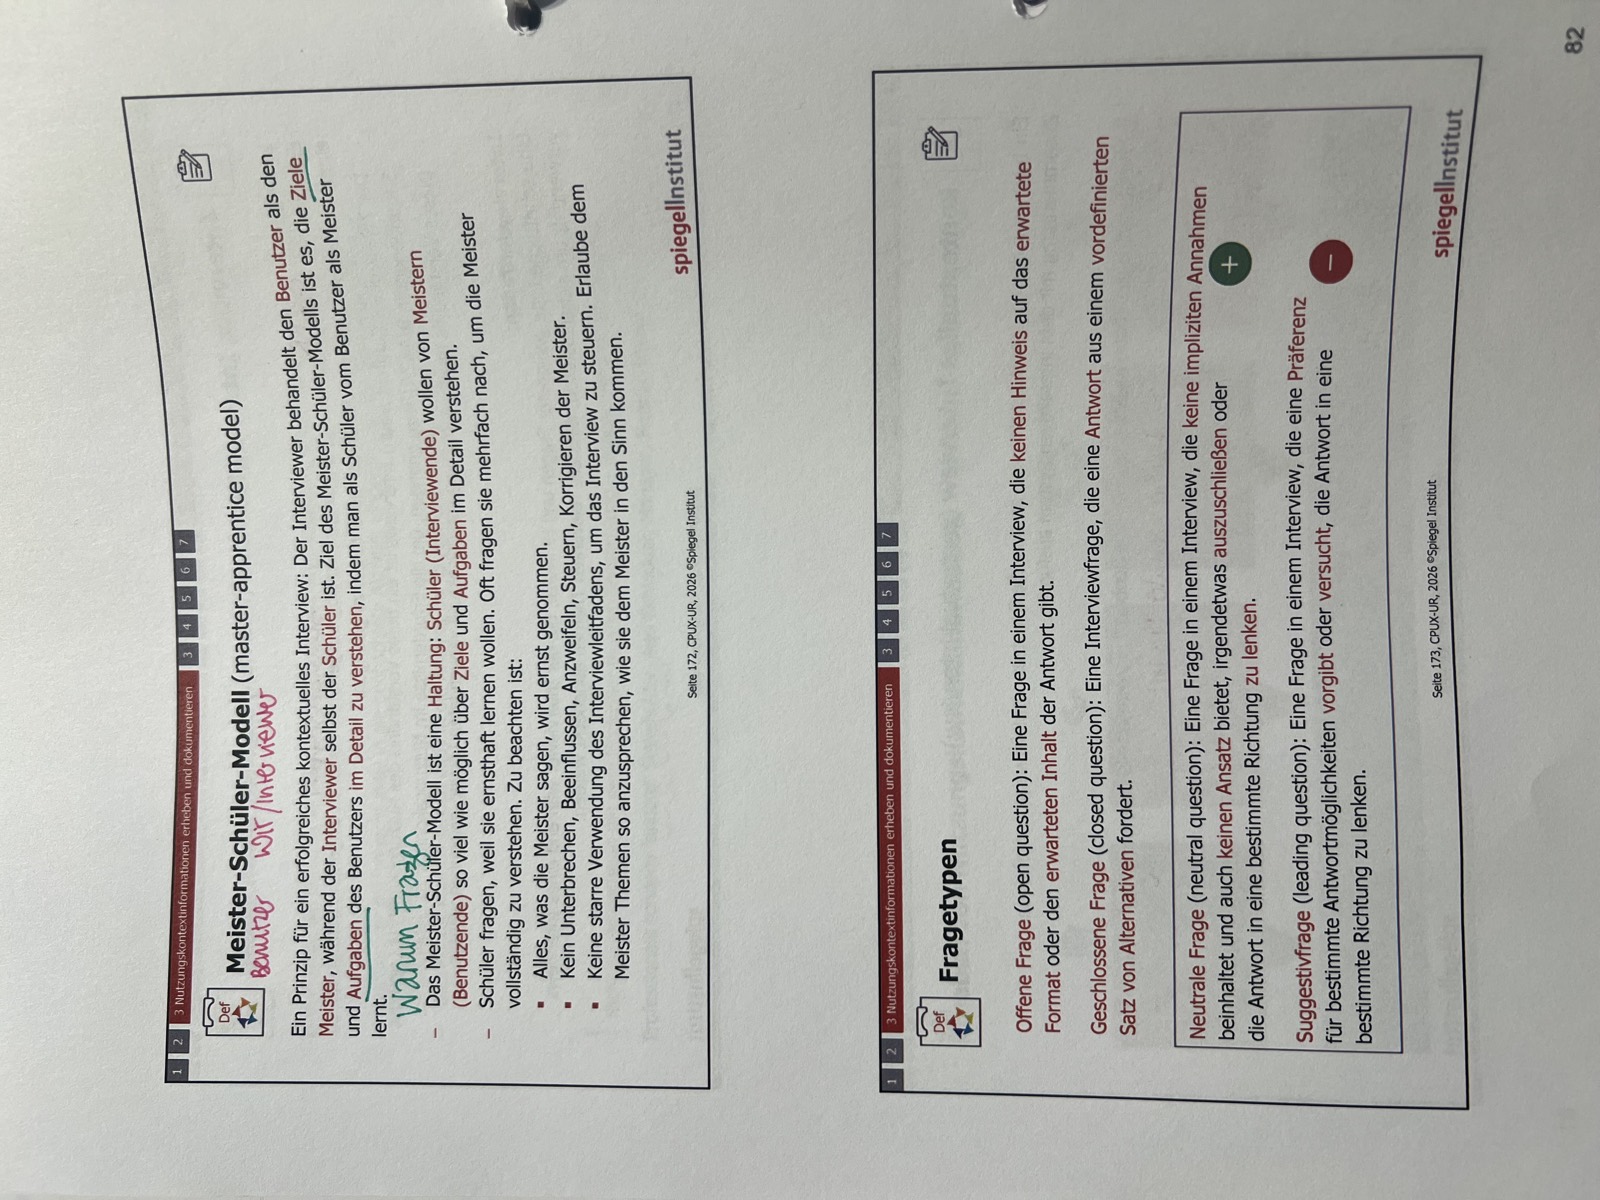 1 2 3 Nutzungskontextinformationen erheben und dokumentieren 3 4 5 6 7
Def
Meister-Schüler-Modell (master-apprentice model)
Benutzer Wir/Interviewer
Ein Prinzip für ein erfolgreiches kontextuelles Interview: Der Interviewer behandelt den Benutzer als den
Meister, während der Interviewer selbst der Schüler ist. Ziel des Meister-Schüler-Modells ist es, die Ziele
und Aufgaben des Benutzers im Detail zu verstehen, indem man als Schüler vom Benutzer als Meister
lernt.
Warum Fragen
– Das Meister-Schüler-Modell ist eine Haltung: Schüler (Interviewende) wollen von Meistern
(Benutzende) so viel wie möglich über Ziele und Aufgaben im Detail verstehen.
– Schüler fragen, weil sie ernsthaft lernen wollen. Oft fragen sie mehrfach nach, um die Meister
vollständig zu verstehen. Zu beachten ist:
▪ Alles, was die Meister sagen, wird ernst genommen.
▪ Kein Unterbrechen, Beeinflussen, Anzweifeln, Steuern, Korrigieren der Meister.
▪ Keine starre Verwendung des Interviewleitfadens, um das Interview zu steuern. Erlaube dem
Meister Themen so anzusprechen, wie sie dem Meister in den Sinn kommen.
Seite 172, CPUX-UR, 2026 ©Spiegel Institut
spiegelInstitut
1 2 3 Nutzungskontextinformationen erheben und dokumentieren 3 4 5 6 7
Def
Fragetypen
Offene Frage (open question): Eine Frage in einem Interview, die keinen Hinweis auf das erwartete
Format oder den erwarteten Inhalt der Antwort gibt.
Geschlossene Frage (closed question): Eine Interviewfrage, die eine Antwort aus einem vordefinierten
Satz von Alternativen fordert.
Neutrale Frage (neutral question): Eine Frage in einem Interview, die keine impliziten Annahmen
beinhaltet und auch keinen Ansatz bietet, irgendetwas auszuschließen oder
die Antwort in eine bestimmte Richtung zu lenken.
+
Suggestivfrage (leading question): Eine Frage in einem Interview, die eine Präferenz
für bestimmte Antwortmöglichkeiten vorgibt oder versucht, die Antwort in eine
bestimmte Richtung zu lenken.
–
Seite 173, CPUX-UR, 2026 ©Spiegel Institut
spiegelInstitut
82